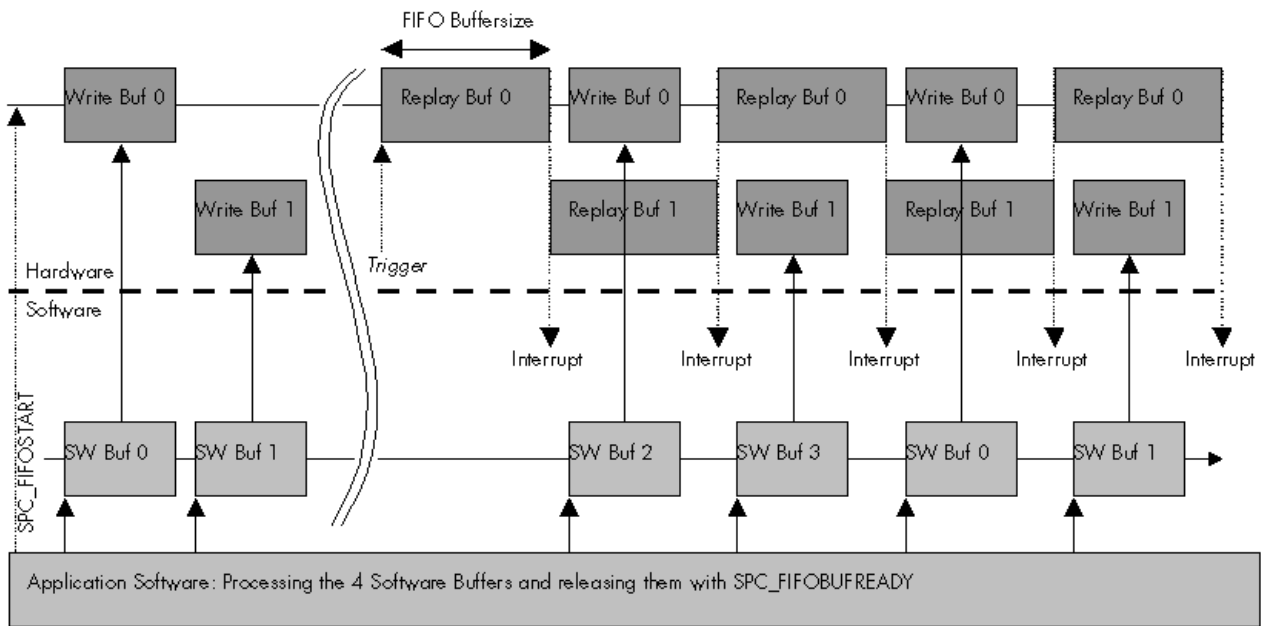 FIFO Buffersize
Write Buf 0
Replay Buf 0
Write Buf 0
Replay Buf 0
Write Buf 0
Replay Buf 0
Write Buf 1
Replay Buf 1
Write Buf 1
Replay Buf 1
Write Buf 1
Hardware
Trigger
Software
Interrupt
Interrupt
Interrupt
Interrupt
Interrupt
SPC_FIFOSTART
SW Buf 0
SW Buf 1
SW Buf 2
SW Buf 3
SW Buf 0
SW Buf 1
Application Software: Processing the 4 Software Buffers and releasing them with SPC_FIFOBUFREADY